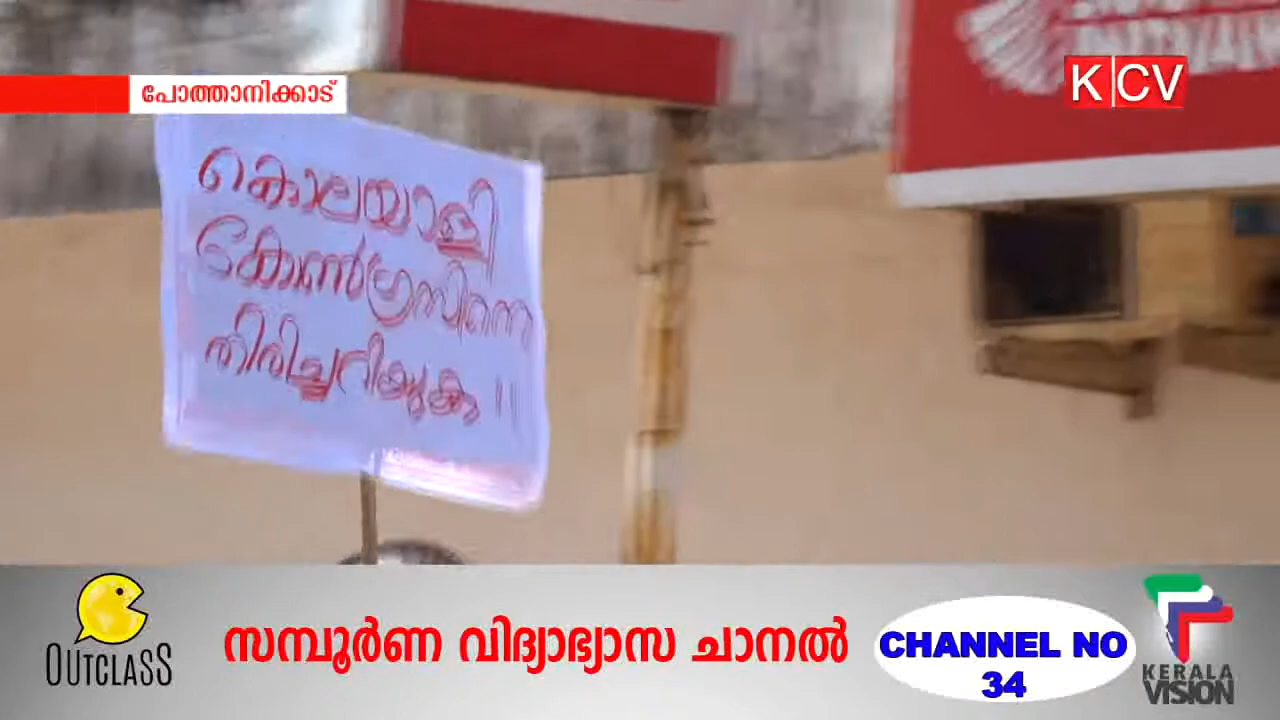 K|CV
പോത്താനിക്കാട്
കൊലയാളി
കോൺഗ്രസിനെ
തിരിച്ചറിയുക !!
OUTCLASS
സമ്പൂർണ വിദ്യാഭ്യാസ ചാനൽ
CHANNEL NO
34
KERALA
VISION